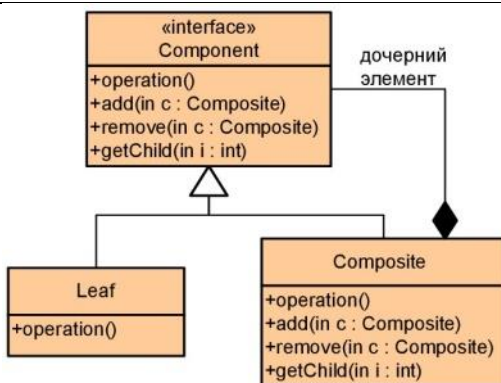 «interface»
Component
+operation()
+add(in c : Composite)
+remove(in c : Composite)
+getChild(in i : int)
дочерний
элемент
Leaf
+operation()
Composite
+operation()
+add(in c : Composite)
+remove(in c : Composite)
+getChild(in i : int)